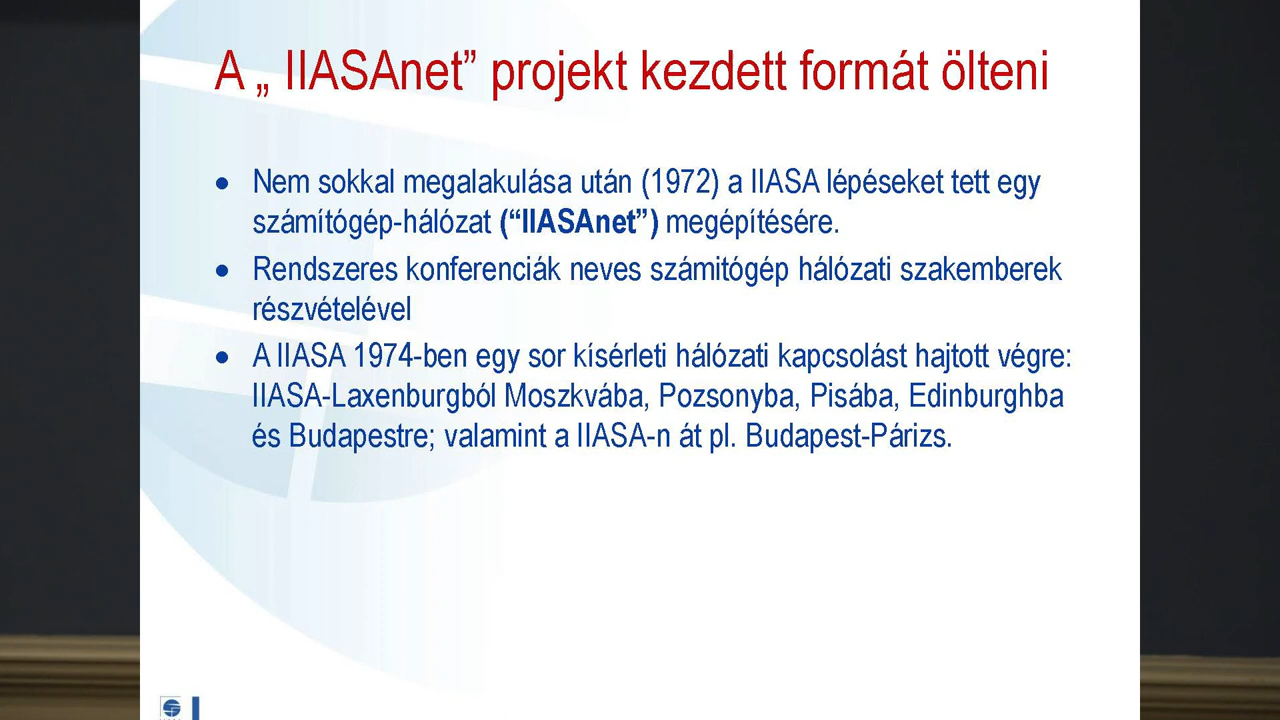 A „ IIASAnet” projekt kezdett formát ölteni
• Nem sokkal megalakulása után (1972) a IIASA lépéseket tett egy
számítógép-hálózat (“IIASAnet”) megépítésére.
• Rendszeres konferenciák neves számitógép hálózati szakemberek
részvételével
• A IIASA 1974-ben egy sor kísérleti hálózati kapcsolást hajtott végre:
IIASA-Laxenburgból Moszkvába, Pozsonyba, Pisába, Edinburghba
és Budapestre; valamint a IIASA-n át pl. Budapest-Párizs.